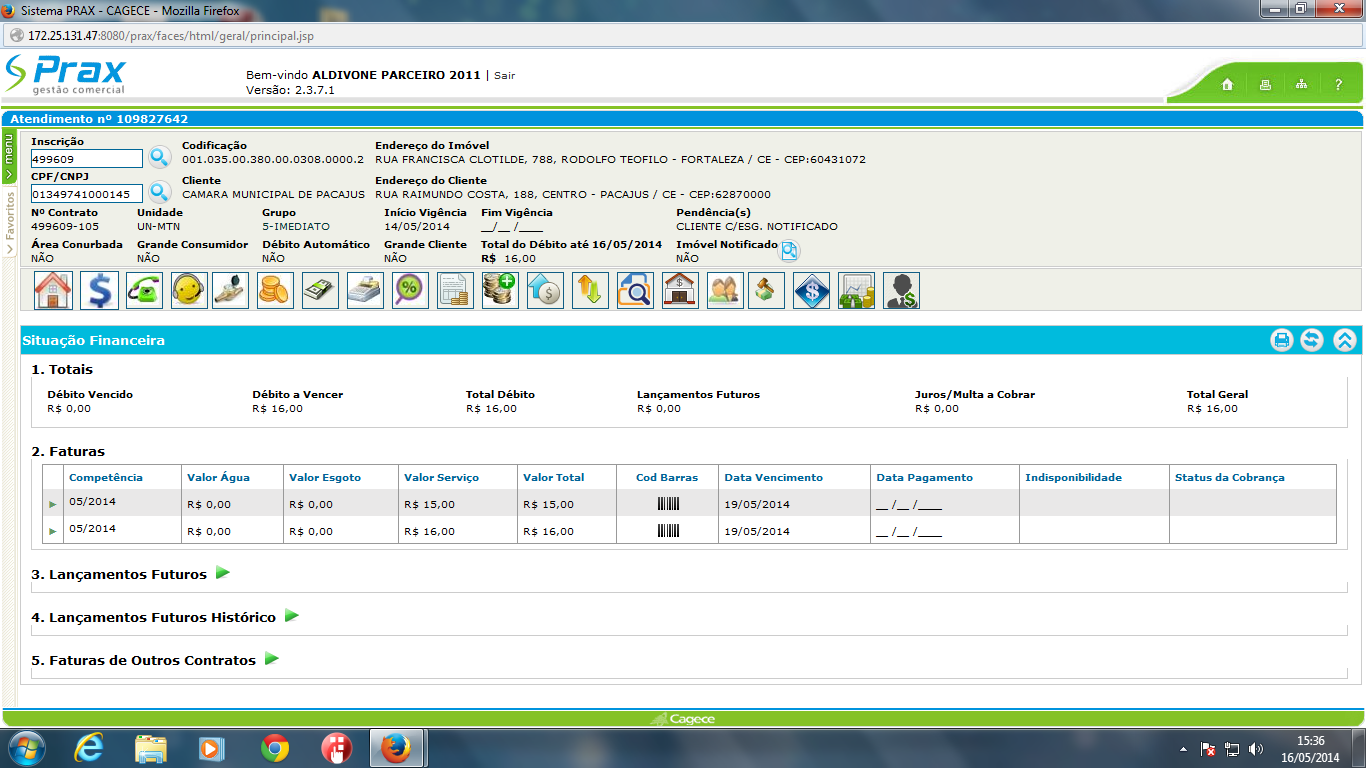 Sistema PRAX - CAGECE - Mozilla Firefox
172.25.131.47:8080/prax/faces/html/geral/principal.jsp
Prax
gestão comercial
Bem-vindo ALDIVONE PARCEIRO 2011 | Sair
Versão: 2.3.7.1
?
Atendimento nº 109827642
menu
Favoritos
Inscrição Codificação Endereço do Imóvel
499609 001.035.00.380.00.0308.0000.2 RUA FRANCISCA CLOTILDE, 788, RODOLFO TEOFILO - FORTALEZA / CE - CEP:60431072
CPF/CNPJ Cliente Endereço do Cliente
01349741000145 CAMARA MUNICIPAL DE PACAJUS RUA RAIMUNDO COSTA, 188, CENTRO - PACAJUS / CE - CEP:62870000
Nº Contrato Unidade Grupo Início Vigência Fim Vigência Pendência(s)
499609-105 UN-MTN 5-IMEDIATO 14/05/2014 __/__ /____ CLIENTE C/ESG. NOTIFICADO
Área Conurbada Grande Consumidor Débito Automático Grande Cliente Total do Débito até 16/05/2014 Imóvel Notificado
NÃO NÃO NÃO NÃO R$ 16,00 NÃO
Situação Financeira
1. Totais
Débito Vencido Débito a Vencer Total Débito Lançamentos Futuros Juros/Multa a Cobrar Total Geral
R$ 0,00 R$ 16,00 R$ 16,00 R$ 0,00 R$ 0,00 R$ 16,00
2. Faturas
Competência Valor Água Valor Esgoto Valor Serviço Valor Total Cod Barras Data Vencimento Data Pagamento Indisponibilidade Status da Cobrança
05/2014 R$ 0,00 R$ 0,00 R$ 15,00 R$ 15,00 19/05/2014 __ /__ /____
05/2014 R$ 0,00 R$ 0,00 R$ 16,00 R$ 16,00 19/05/2014 __ /__ /____
3. Lançamentos Futuros
4. Lançamentos Futuros Histórico
5. Faturas de Outros Contratos
Cagece
15:36
16/05/2014